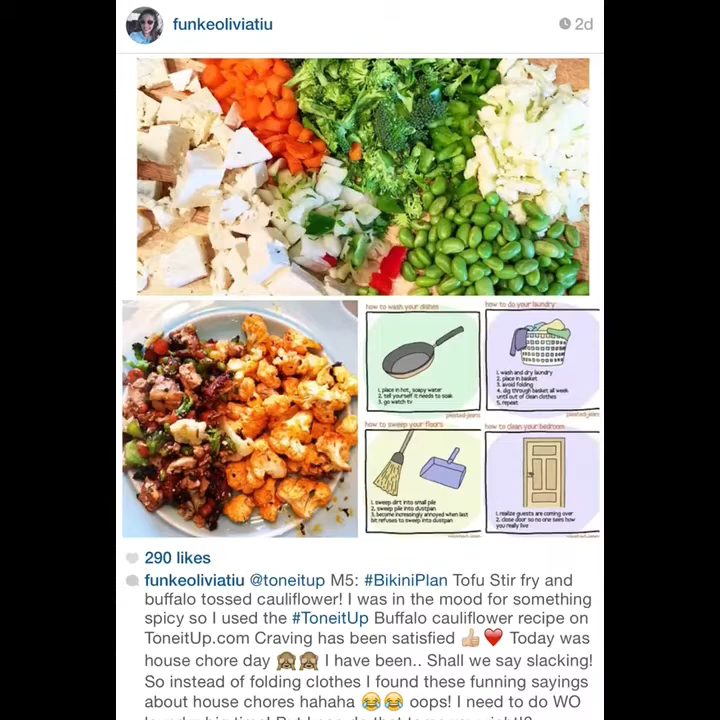 funkeoliviatiu
2d
how to wash your dishes
1. place in hot, soapy water
2. tell yourself it needs to soak
3. go watch tv
pleated-jeans
how to do your laundry
1. wash and dry laundry
2. place in basket
3. avoid folding
4. dig through basket all week
until out of clean clothes
5. repeat
pleated-jeans
how to sweep your floors
1. sweep dirt into small pile
2. sweep pile into dustpan
3. become increasingly annoyed when last
bit refuses to sweep into dustpan
how to clean your bedroom
1. realize guests are coming over
2. close door so no one sees how
you really live
290 likes
funkeoliviatiu @toneitup M5: #BikiniPlan Tofu Stir fry and
buffalo tossed cauliflower! I was in the mood for something
spicy so I used the #ToneitUp Buffalo cauliflower recipe on
ToneitUp.com Craving has been satisfied 👍🏼❤️ Today was
house chore day 🙈🙈 I have been.. Shall we say slacking!
So instead of folding clothes I found these funning sayings
about house chores hahaha 😂😂 oops! I need to do WO